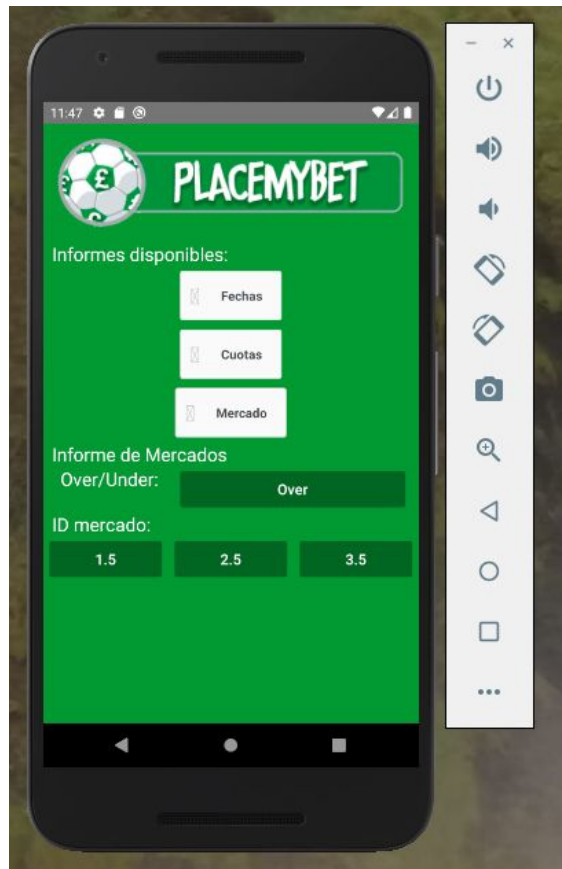 11:47
£
PLACEMYBET
Informes disponibles:
Fechas
Cuotas
Mercado
Informe de Mercados
Over/Under:
Over
ID mercado:
1.5 2.5 3.5